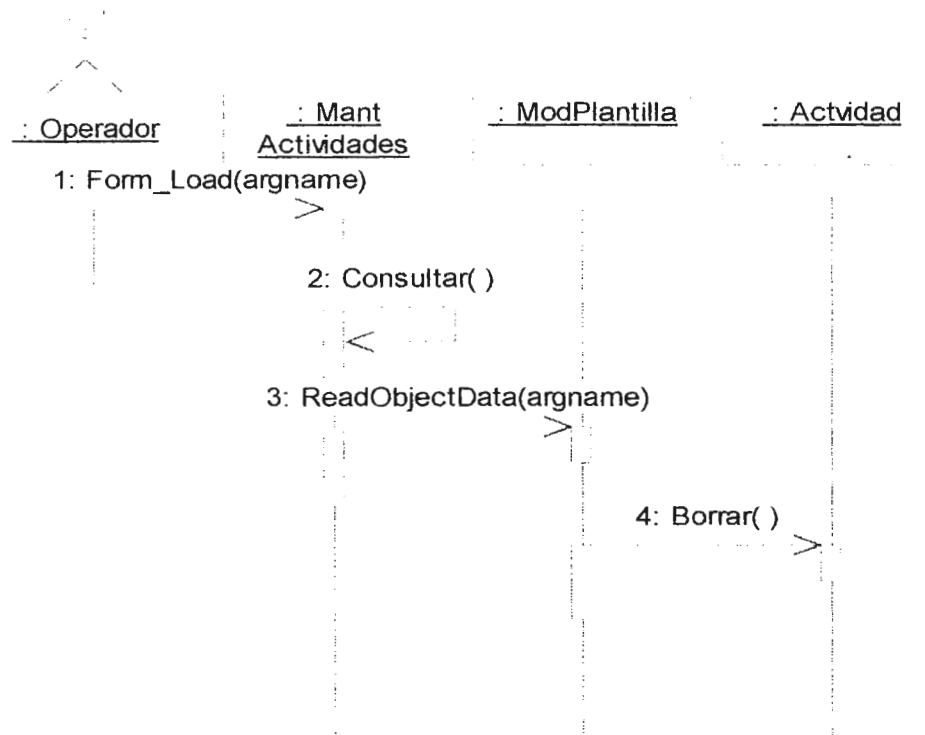 : Operador
: Mant
Actividades
: ModPlantilla
: Actvidad
1: Form_Load(argname)
2: Consultar( )
3: ReadObjectData(argname)
4: Borrar( )